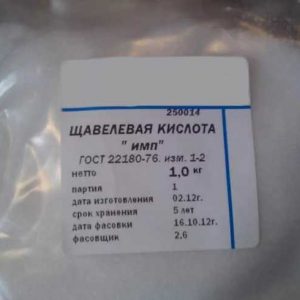 250014
ЩАВЕЛЕВАЯ КИСЛОТА
" имп"
ГОСТ 22180-76. изм. 1-2
нетто 1,0 кг
партия 1
дата изготовления 02.12г.
срок хранения 5 лет
дата фасовки 16.10.12г.
фасовщик 2,6